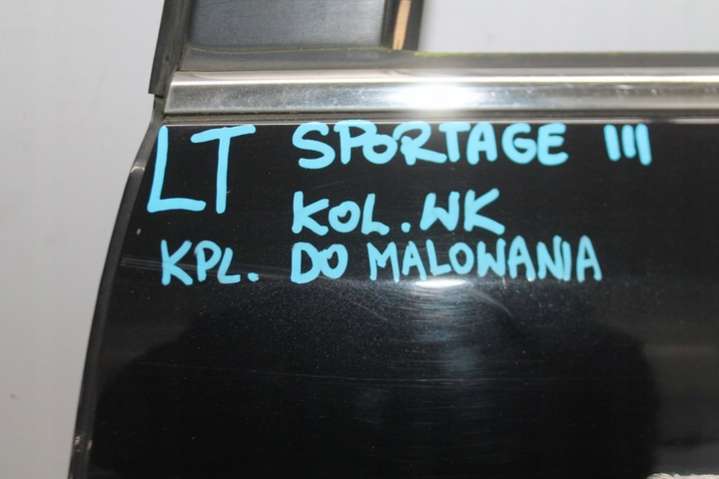 LT SPORTAGE III
KOL. WK
KPL. DO MALOWANIA